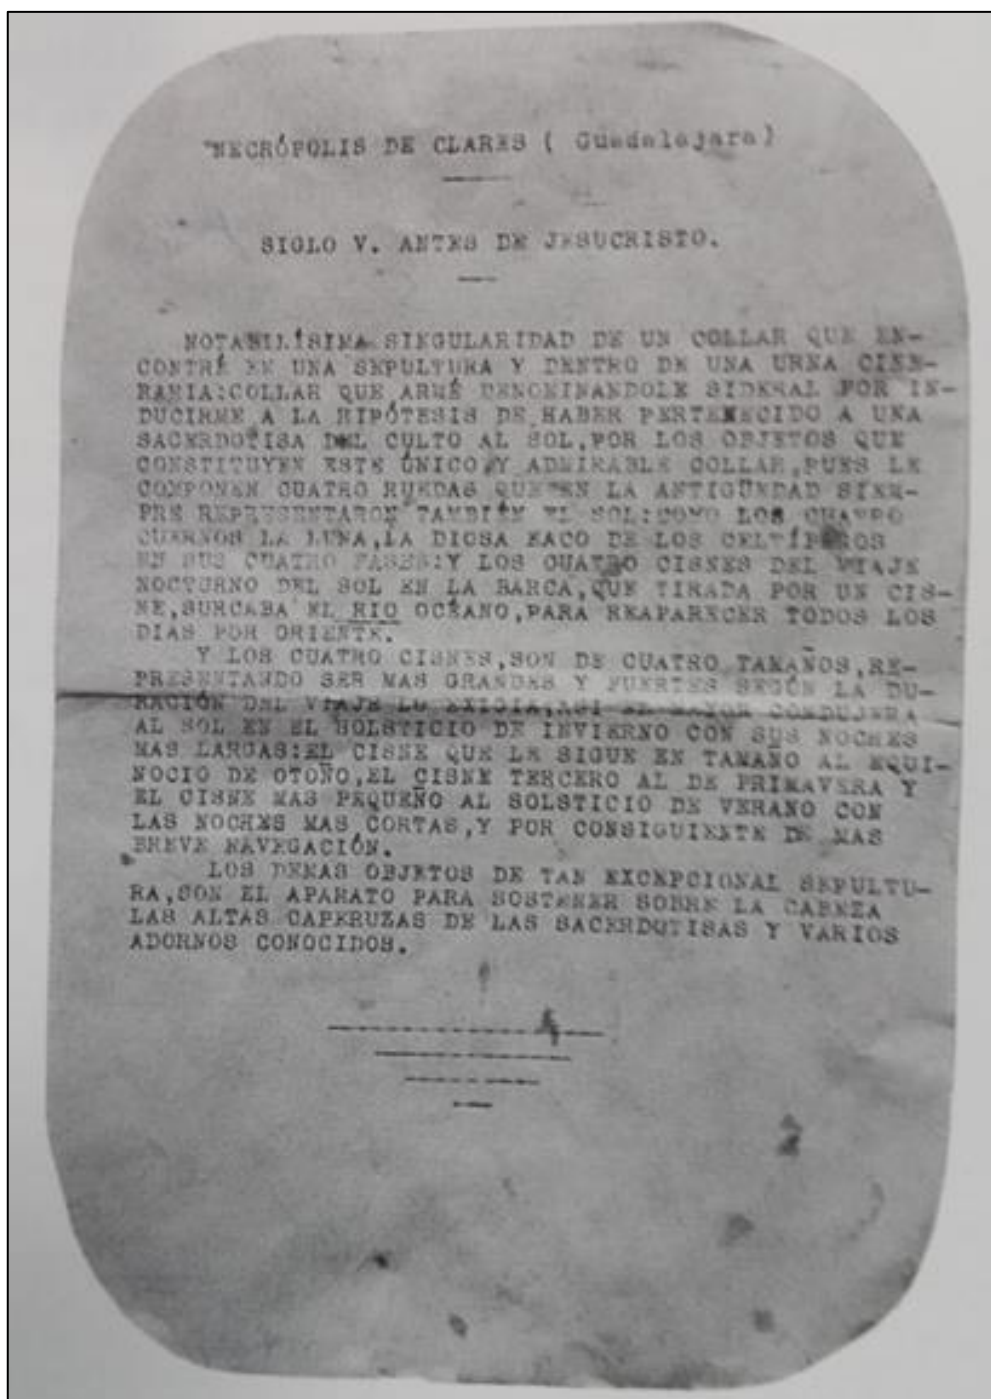 NECRÓPOLIS DE CLARES ( Guadalajara)
SIGLO V. ANTES DE JESUCRISTO.
NOTABILÍSIMA SINGULARIDAD DE UN COLLAR QUE EN-
CONTRÉ EN UNA SEPULTURA Y DENTRO DE UNA URNA CINE-
RARIA:COLLAR QUE ARMÉ DENOMINANDOLE SIDERAL POR IN-
DUCIRME A LA HIPÓTESIS DE HABER PERTENECIDO A UNA
SACERDOTISA DEL CULTO AL SOL,POR LOS OBJETOS QUE
CONSTITUYEN ESTE ÚNICO Y ADMIRABLE COLLAR,PUES LE
COMPONEN CUATRO RUEDAS QUE EN LA ANTIGÜEDAD SIEM-
PRE REPRESENTARON TAMBIÉN EL SOL:COMO LOS CUATRO
CUERNOS LA LUNA,LA DIOSA EACO DE LOS CELTÍBEROS
EN SUS CUATRO FASES:Y LOS CUATRO CISNES DEL VIAJE
NOCTURNO DEL SOL EN LA BARCA,QUE TIRADA POR UN CIS-
NE,SURCABA EL RIO OCÉANO,PARA REAPARECER TODOS LOS
DIAS POR ORIENTE.
Y LOS CUATRO CISNES,SON DE CUATRO TAMAÑOS,RE-
PRESENTANDO SER MAS GRANDES Y FUERTES SEGÚN LA DU-
RACIÓN DEL VIAJE LO EXIGIA,ASI EL MAYOR CONDUJERA
AL SOL EN EL SOLSTICIO DE INVIERNO CON SUS NOCHES
MAS LARGAS:EL CISNE QUE LE SIGUE EN TAMAÑO AL EQUI-
NOCIO DE OTOÑO,EL CISNE TERCERO AL DE PRIMAVERA Y
EL CISNE MAS PEQUEÑO AL SOLSTICIO DE VERANO CON
LAS NOCHES MAS CORTAS,Y POR CONSIGUIENTE DE MAS
BREVE NAVEGACIÓN.
LOS DEMAS OBJETOS DE TAN EXCEPCIONAL SEPULTU-
RA,SON EL APARATO PARA SOSTENER SOBRE LA CABEZA
LAS ALTAS CAPERUZAS DE LAS SACERDOTISAS Y VARIOS
ADORNOS CONOCIDOS.